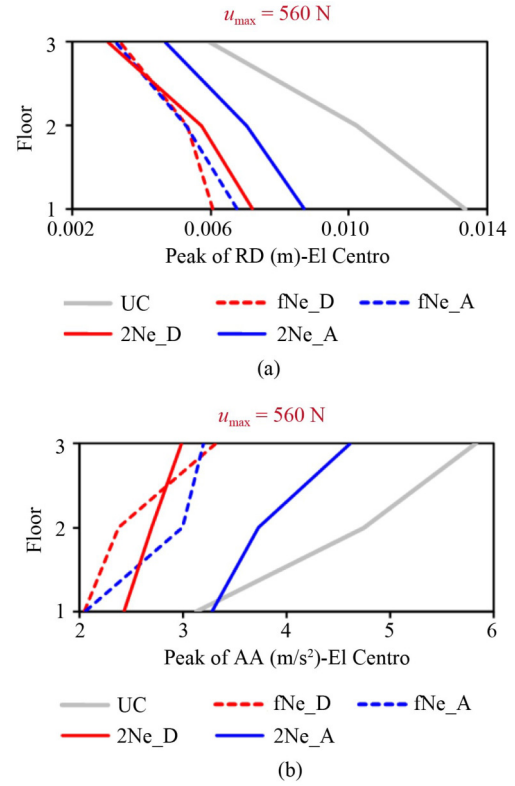 u_max = 560 N
3
2
1
Floor
0.002 0.006 0.010 0.014
Peak of RD (m)-El Centro
UC fNe_D fNe_A
2Ne_D 2Ne_A
(a)
u_max = 560 N
3
2
1
Floor
2 3 4 5 6
Peak of AA (m/s²)-El Centro
UC fNe_D fNe_A
2Ne_D 2Ne_A
(b)